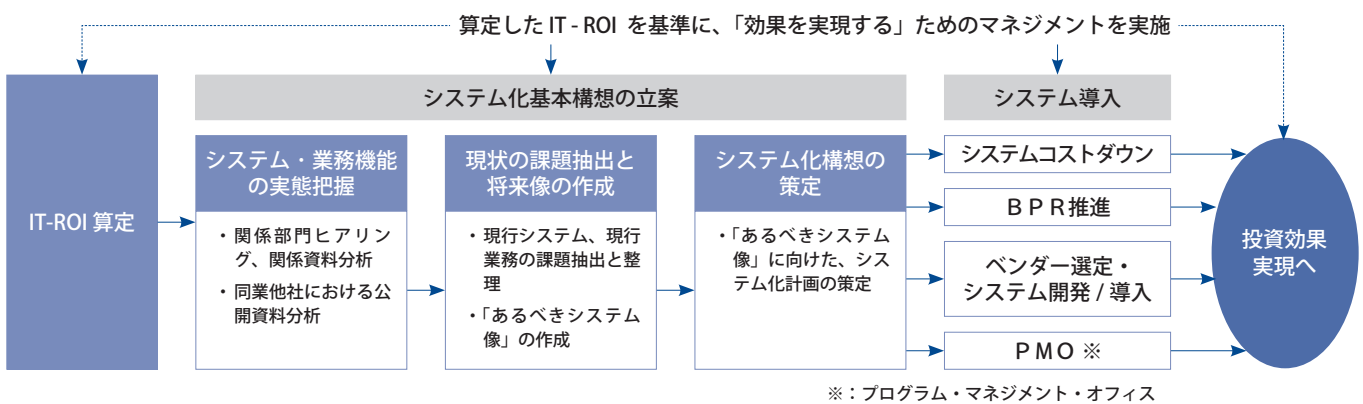 算定した IT - ROI を基準に、「効果を実現する」ためのマネジメントを実施
システム化基本構想の立案
システム導入
IT-ROI 算定
システム・業務機能
の実態把握
・関係部門ヒアリン
グ、関係資料分析
・同業他社における公
開資料分析
現状の課題抽出と
将来像の作成
・現行システム、現行
業務の課題抽出と整
理
・「あるべきシステム
像」の作成
システム化構想の
策定
・「あるべきシステム
像」に向けた、シス
テム化計画の策定
システムコストダウン
ＢＰＲ推進
ベンダー選定・
システム開発 / 導入
ＰＭＯ ※
投資効果
実現へ
※：プログラム・マネジメント・オフィス